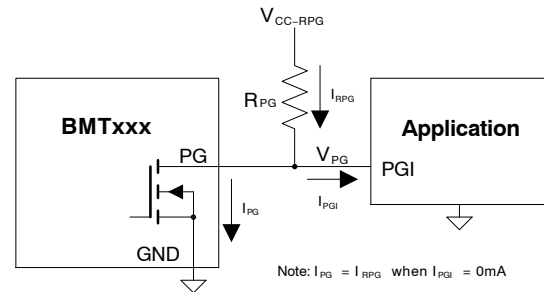 VCC-RPG
RPG
IRPG
BMTxxx
Application
PG
VPG
PGI
IPG
IPGI
GND
Note: IPG = IRPG when IPGI = 0mA